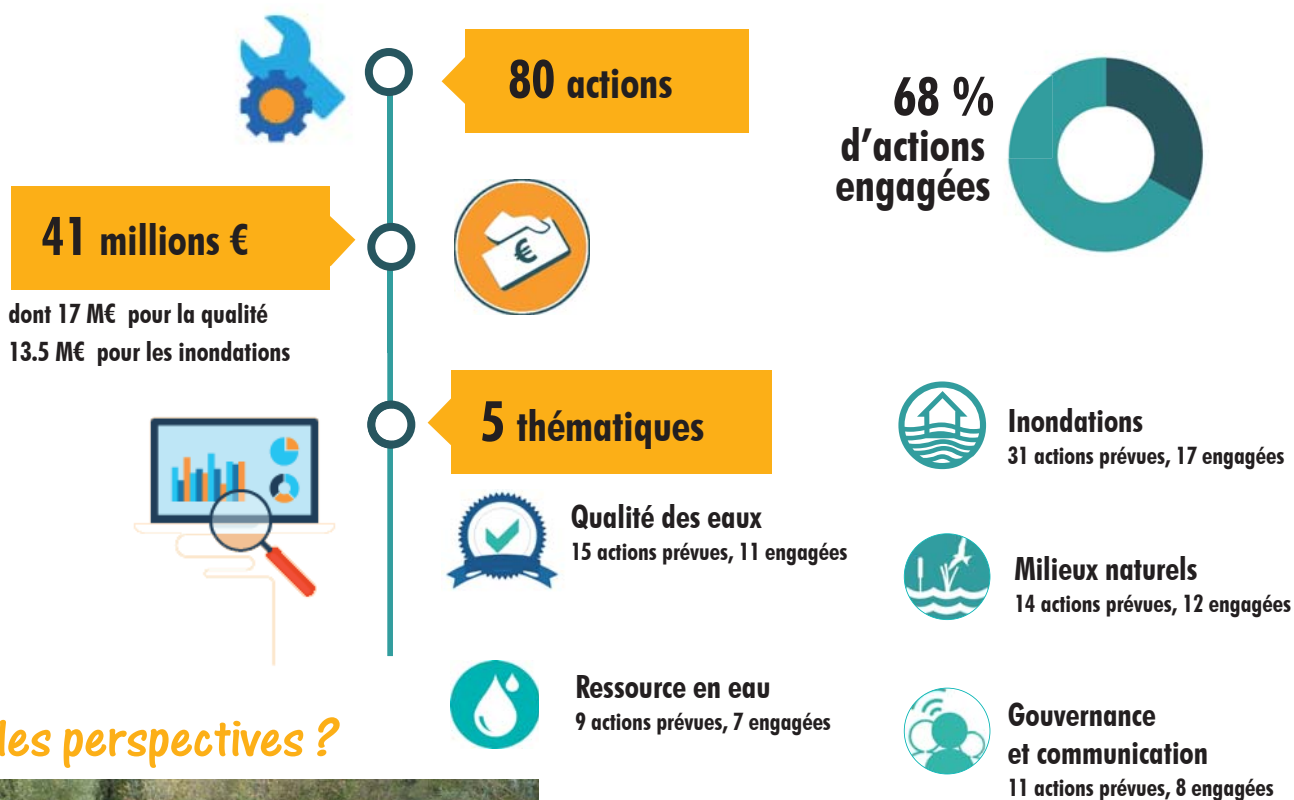 80 actions
68 %
d'actions
engagées
41 millions €
€
dont 17 M€ pour la qualité
13.5 M€ pour les inondations
5 thématiques
Qualité des eaux
15 actions prévues, 11 engagées
Ressource en eau
9 actions prévues, 7 engagées
Inondations
31 actions prévues, 17 engagées
Milieux naturels
14 actions prévues, 12 engagées
Gouvernance
et communication
11 actions prévues, 8 engagées
les perspectives ?